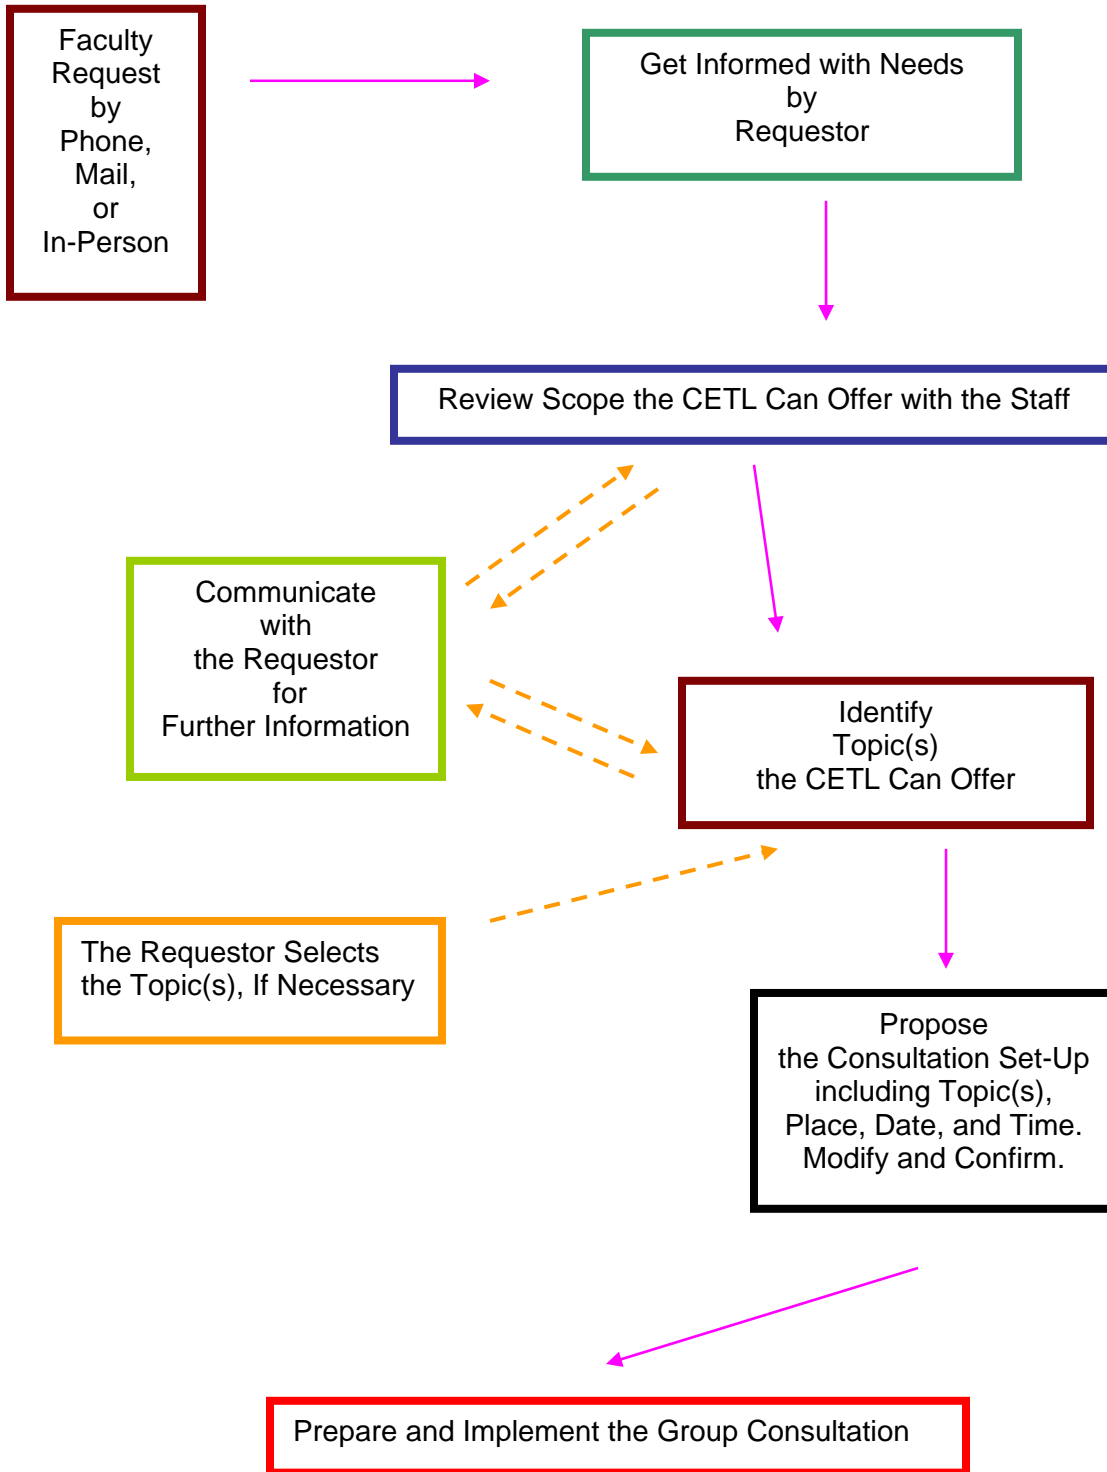 Faculty
Request
by
Phone,
Mail,
or
In-Person
Get Informed with Needs
by
Requestor
Review Scope the CETL Can Offer with the Staff
Communicate
with
the Requestor
for
Further Information
Identify
Topic(s)
the CETL Can Offer
The Requestor Selects
the Topic(s), If Necessary
Propose
the Consultation Set-Up
including Topic(s),
Place, Date, and Time.
Modify and Confirm.
Prepare and Implement the Group Consultation